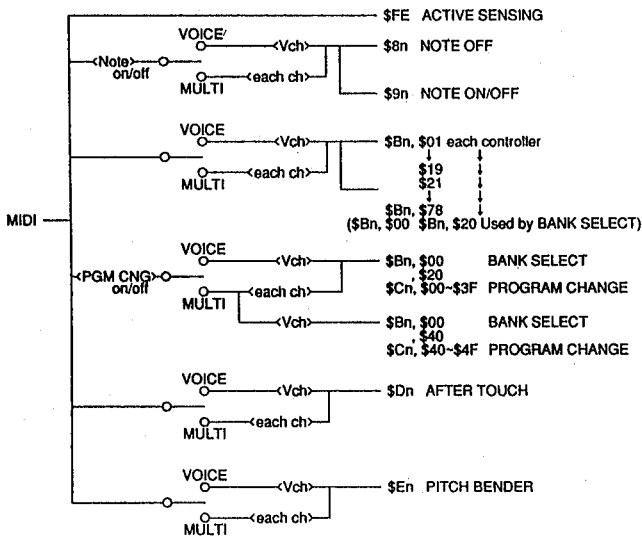 $FE ACTIVE SENSING
VOICE <Vch> $8n NOTE OFF
<Note> on/off
MULTI <each ch>
$9n NOTE ON/OFF
VOICE <Vch> $Bn, $01 each controller
MULTI <each ch> $19
$21
$Bn, $78
MIDI ($Bn, $00 $Bn, $20 Used by BANK SELECT)
VOICE <Vch> $Bn, $00 BANK SELECT
<PGM CNG> on/off , $20
MULTI <each ch> $Cn, $00~$3F PROGRAM CHANGE
<Vch> $Bn, $00 BANK SELECT
, $40
$Cn, $40~$4F PROGRAM CHANGE
VOICE <Vch> $Dn AFTER TOUCH
MULTI <each ch>
VOICE <Vch> $En PITCH BENDER
MULTI <each ch>